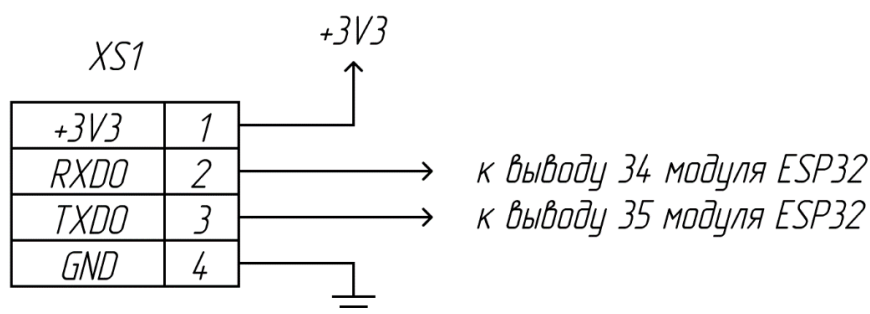 +3V3
XS1
+3V3 1
RXD0 2 к выводу 34 модуля ESP32
TXD0 3 к выводу 35 модуля ESP32
GND 4